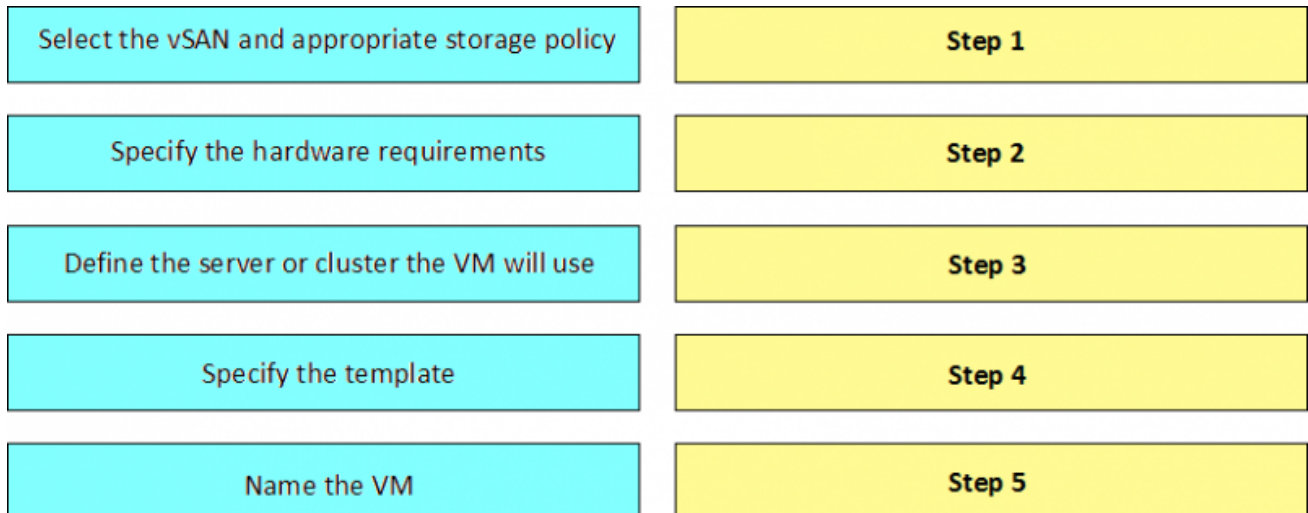 Select the vSAN and appropriate storage policy
Step 1
Specify the hardware requirements
Step 2
Define the server or cluster the VM will use
Step 3
Specify the template
Step 4
Name the VM
Step 5